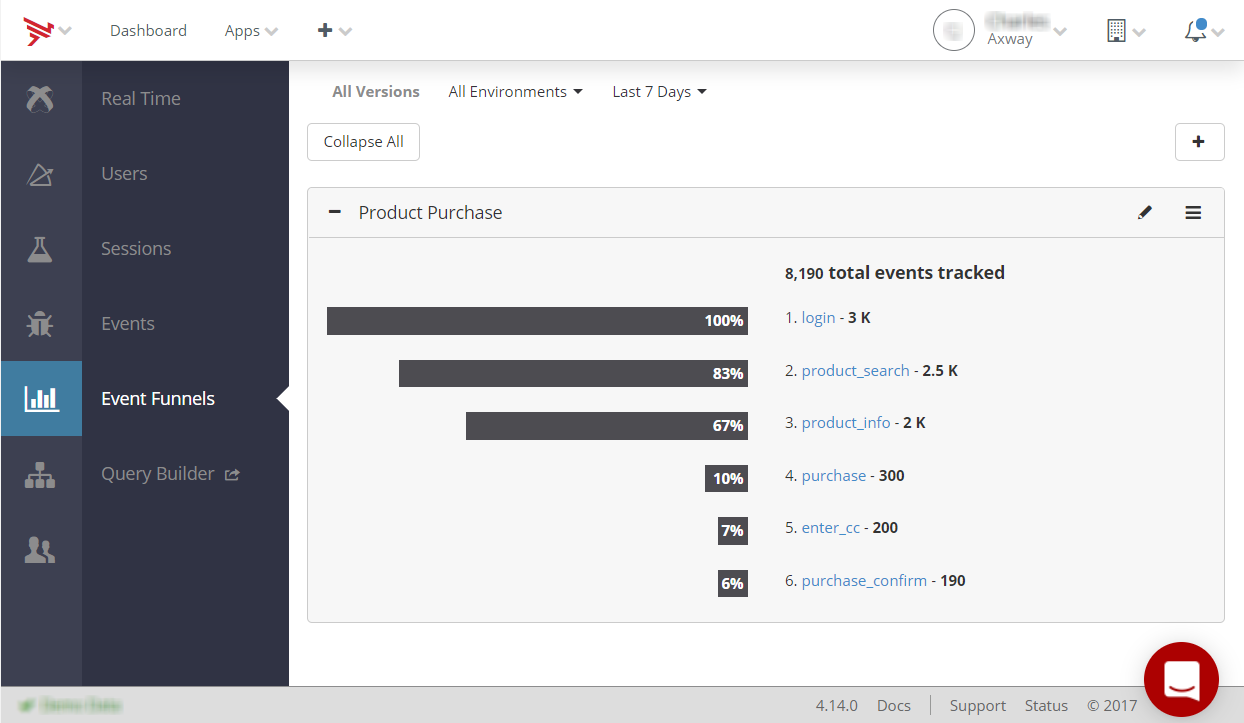 Dashboard Apps
Axway
Real Time
Users
Sessions
Events
Event Funnels
Query Builder
All Versions All Environments Last 7 Days
Collapse All
Product Purchase
8,190 total events tracked
100% 1. login - 3 K
83% 2. product_search - 2.5 K
67% 3. product_info - 2 K
10% 4. purchase - 300
7% 5. enter_cc - 200
6% 6. purchase_confirm - 190
4.14.0 Docs Support Status © 2017